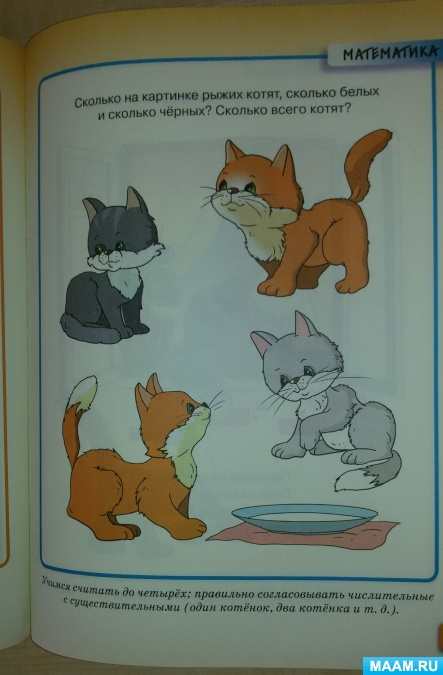 МАТЕМАТИКА
Сколько на картинке рыжих котят, сколько белых
и сколько чёрных? Сколько всего котят?
Учимся считать до четырёх; правильно согласовывать числительные
с существительными (один котёнок, два котёнка и т. д.).
MAAM.RU